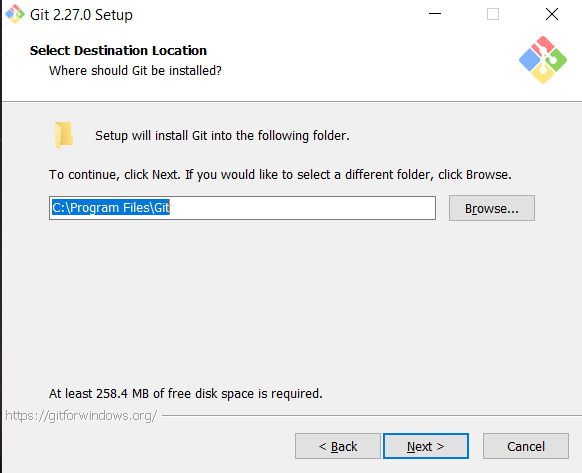 Git 2.27.0 Setup
Select Destination Location
Where should Git be installed?
Setup will install Git into the following folder.
To continue, click Next. If you would like to select a different folder, click Browse.
C:\Program Files\Git
Browse...
At least 258.4 MB of free disk space is required.
https://gitforwindows.org/
< Back
Next >
Cancel